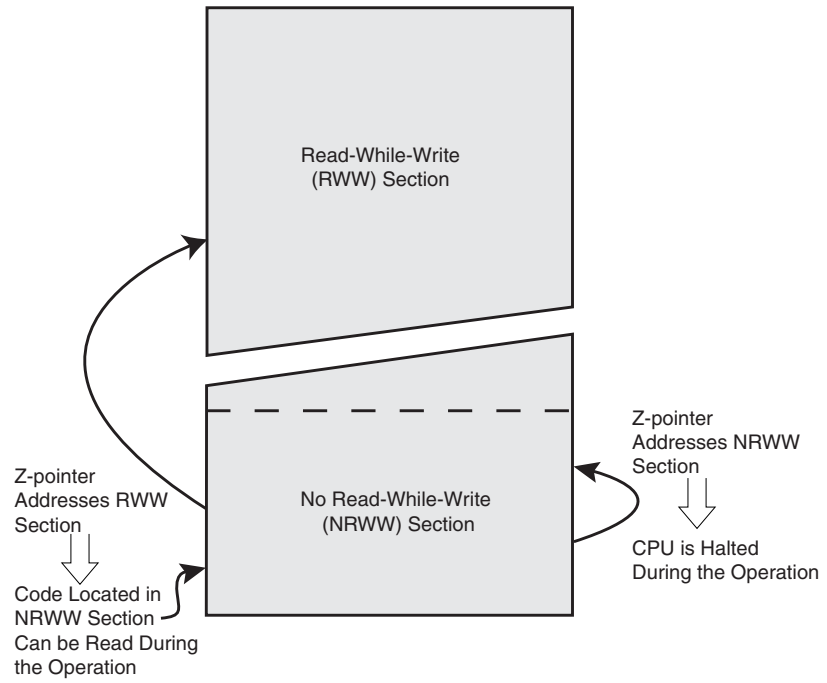 Read-While-Write
(RWW) Section
Z-pointer
Addresses RWW
Section
Code Located in
NRWW Section
Can be Read During
the Operation
No Read-While-Write
(NRWW) Section
Z-pointer
Addresses NRWW
Section
CPU is Halted
During the Operation